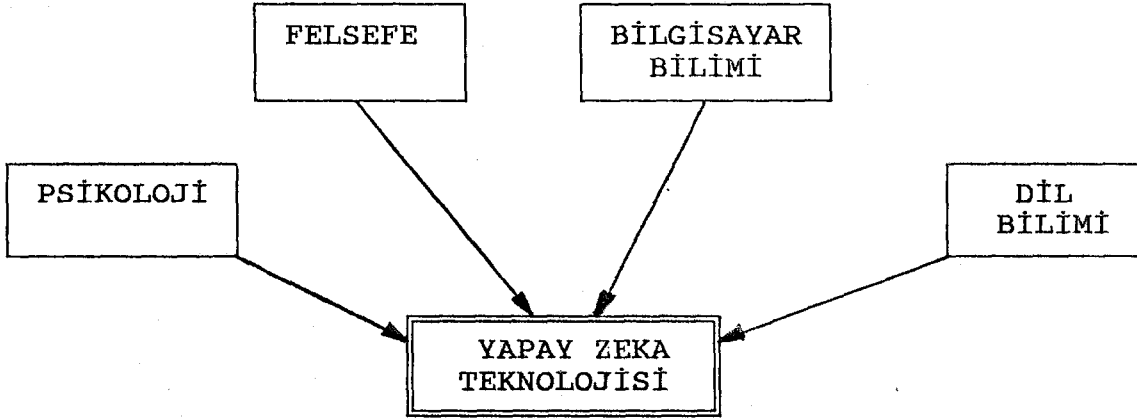 FELSEFE
BİLGİSAYAR
BİLİMİ
PSİKOLOJİ
DİL
BİLİMİ
YAPAY ZEKA
TEKNOLOJİSİ